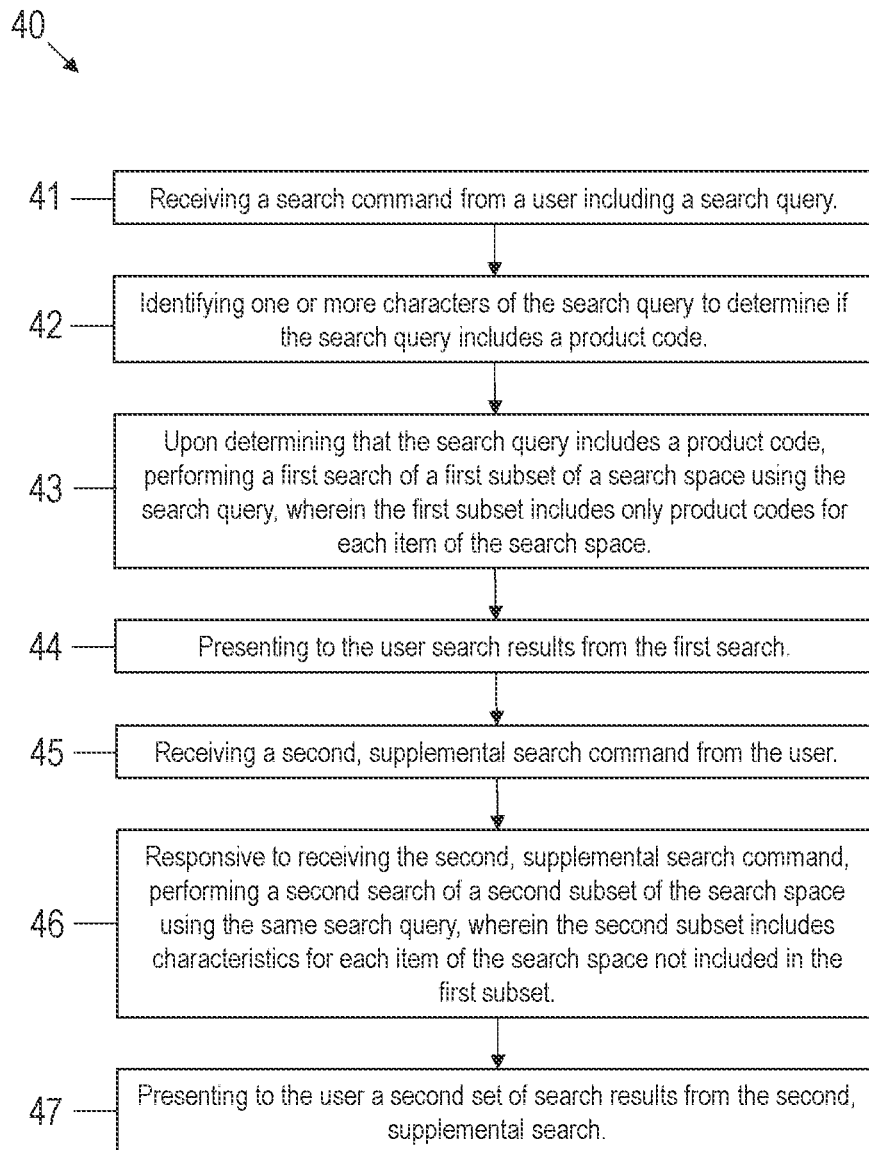 40
41
Receiving a search command from a user including a search query.
42
Identifying one or more characters of the search query to determine if
the search query includes a product code.
43
Upon determining that the search query includes a product code,
performing a first search of a first subset of a search space using the
search query, wherein the first subset includes only product codes for
each item of the search space.
44
Presenting to the user search results from the first search.
45
Receiving a second, supplemental search command from the user.
46
Responsive to receiving the second, supplemental search command,
performing a second search of a second subset of the search space
using the same search query, wherein the second subset includes
characteristics for each item of the search space not included in the
first subset.
47
Presenting to the user a second set of search results from the second,
supplemental search.